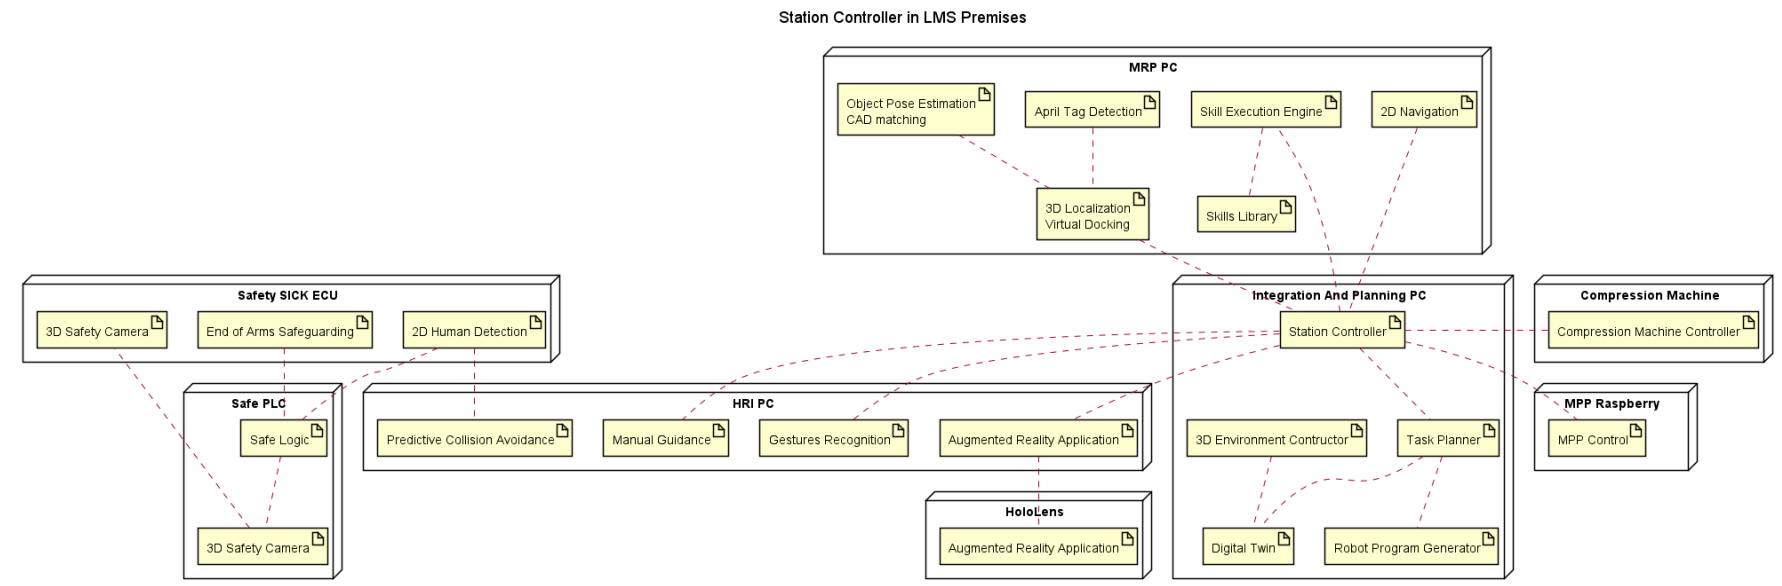 Station Controller in LMS Premises
MRP PC
Object Pose Estimation
CAD matching
April Tag Detection
Skill Execution Engine
2D Navigation
3D Localization
Virtual Docking
Skills Library
Safety SICK ECU
3D Safety Camera
End of Arms Safeguarding
2D Human Detection
Integration And Planning PC
Station Controller
Compression Machine
Compression Machine Controller
Safe PLC
Safe Logic
3D Safety Camera
HRI PC
Predictive Collision Avoidance
Manual Guidance
Gestures Recognition
Augmented Reality Application
3D Environment Contructor
Task Planner
MPP Raspberry
MPP Control
HoloLens
Augmented Reality Application
Digital Twin
Robot Program Generator